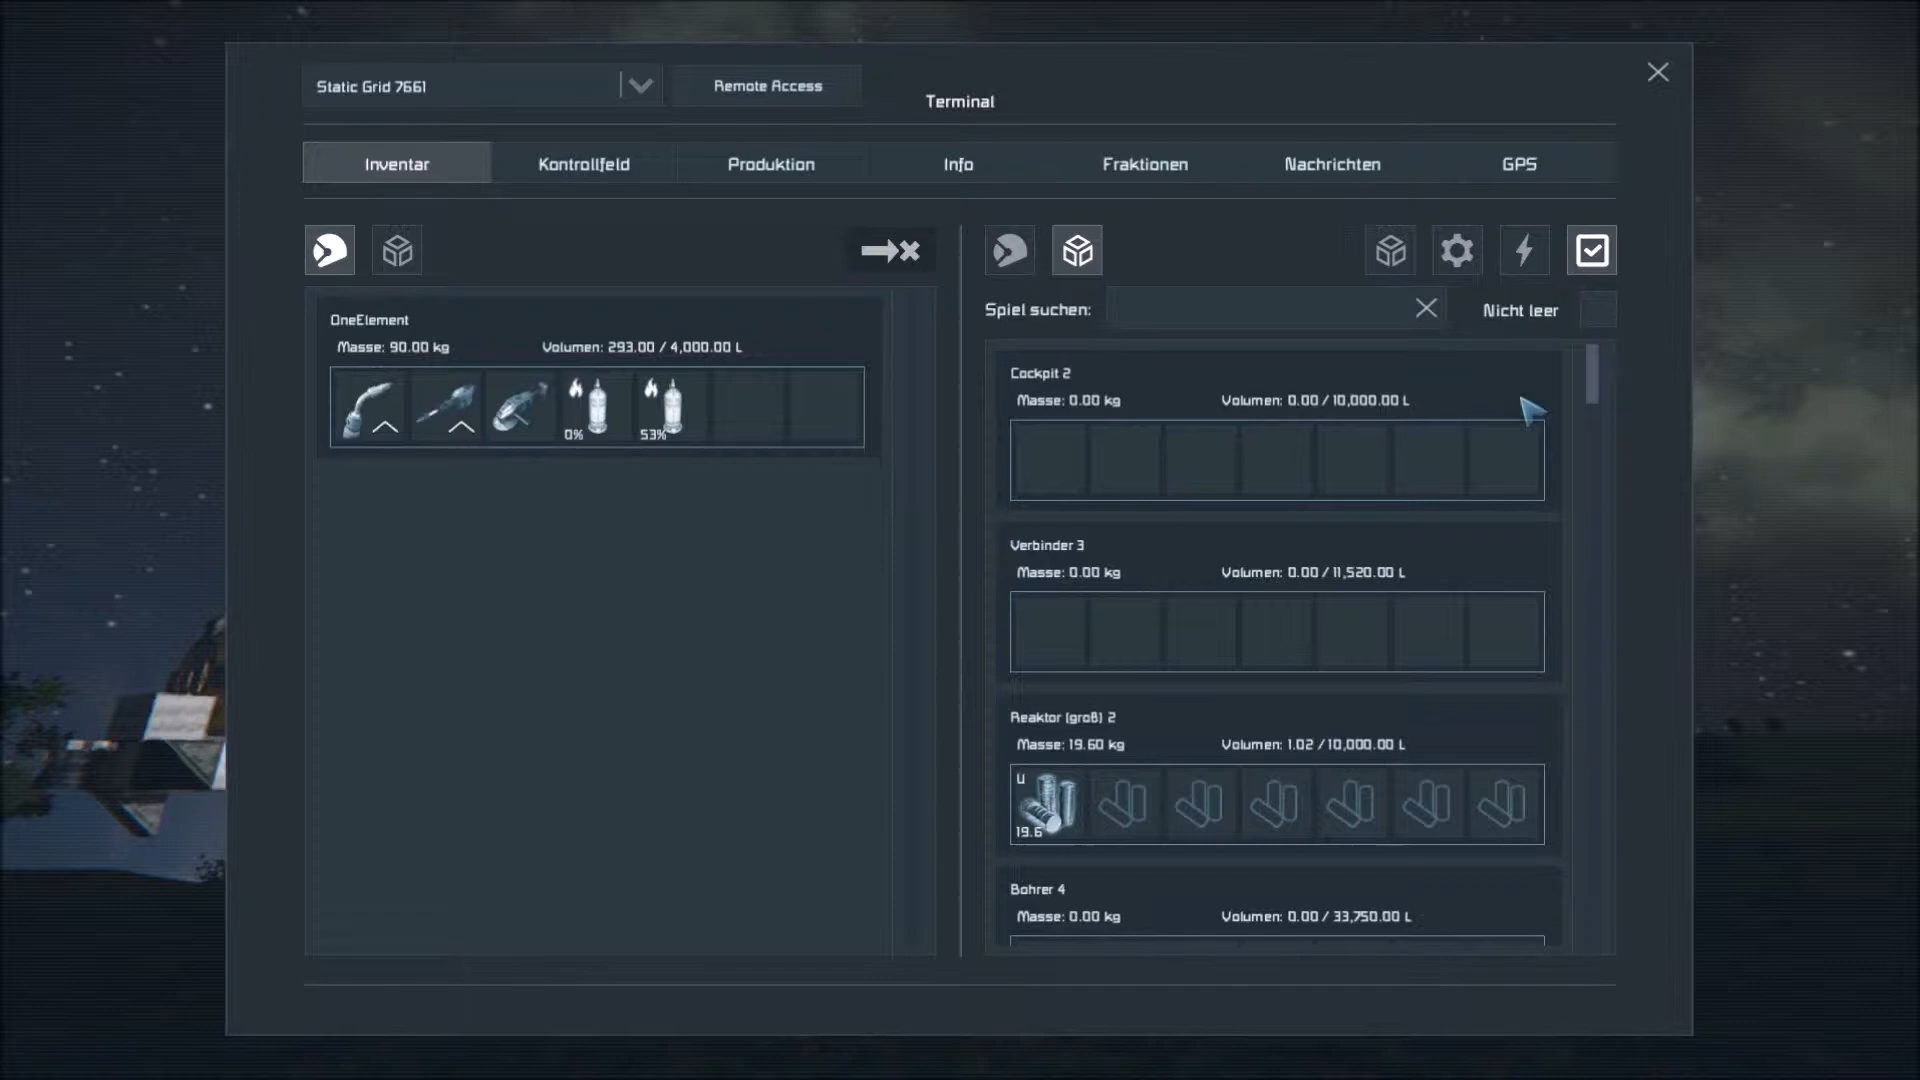 Static Grid 7661
Remote Access
Terminal
Inventar
Kontrollfeld
Produktion
Info
Fraktionen
Nachrichten
GPS
Spiel suchen:
Nicht leer
OneElement
Masse: 90.00 kg
Volumen: 293.00 / 4,000.00 L
0%
53%
Cockpit 2
Masse: 0.00 kg
Volumen: 0.00 / 10,000.00 L
Verbinder 3
Masse: 0.00 kg
Volumen: 0.00 / 11,520.00 L
Reaktor (groß) 2
Masse: 19.60 kg
Volumen: 1.02 / 10,000.00 L
U
19.6
Bohrer 4
Masse: 0.00 kg
Volumen: 0.00 / 33,750.00 L